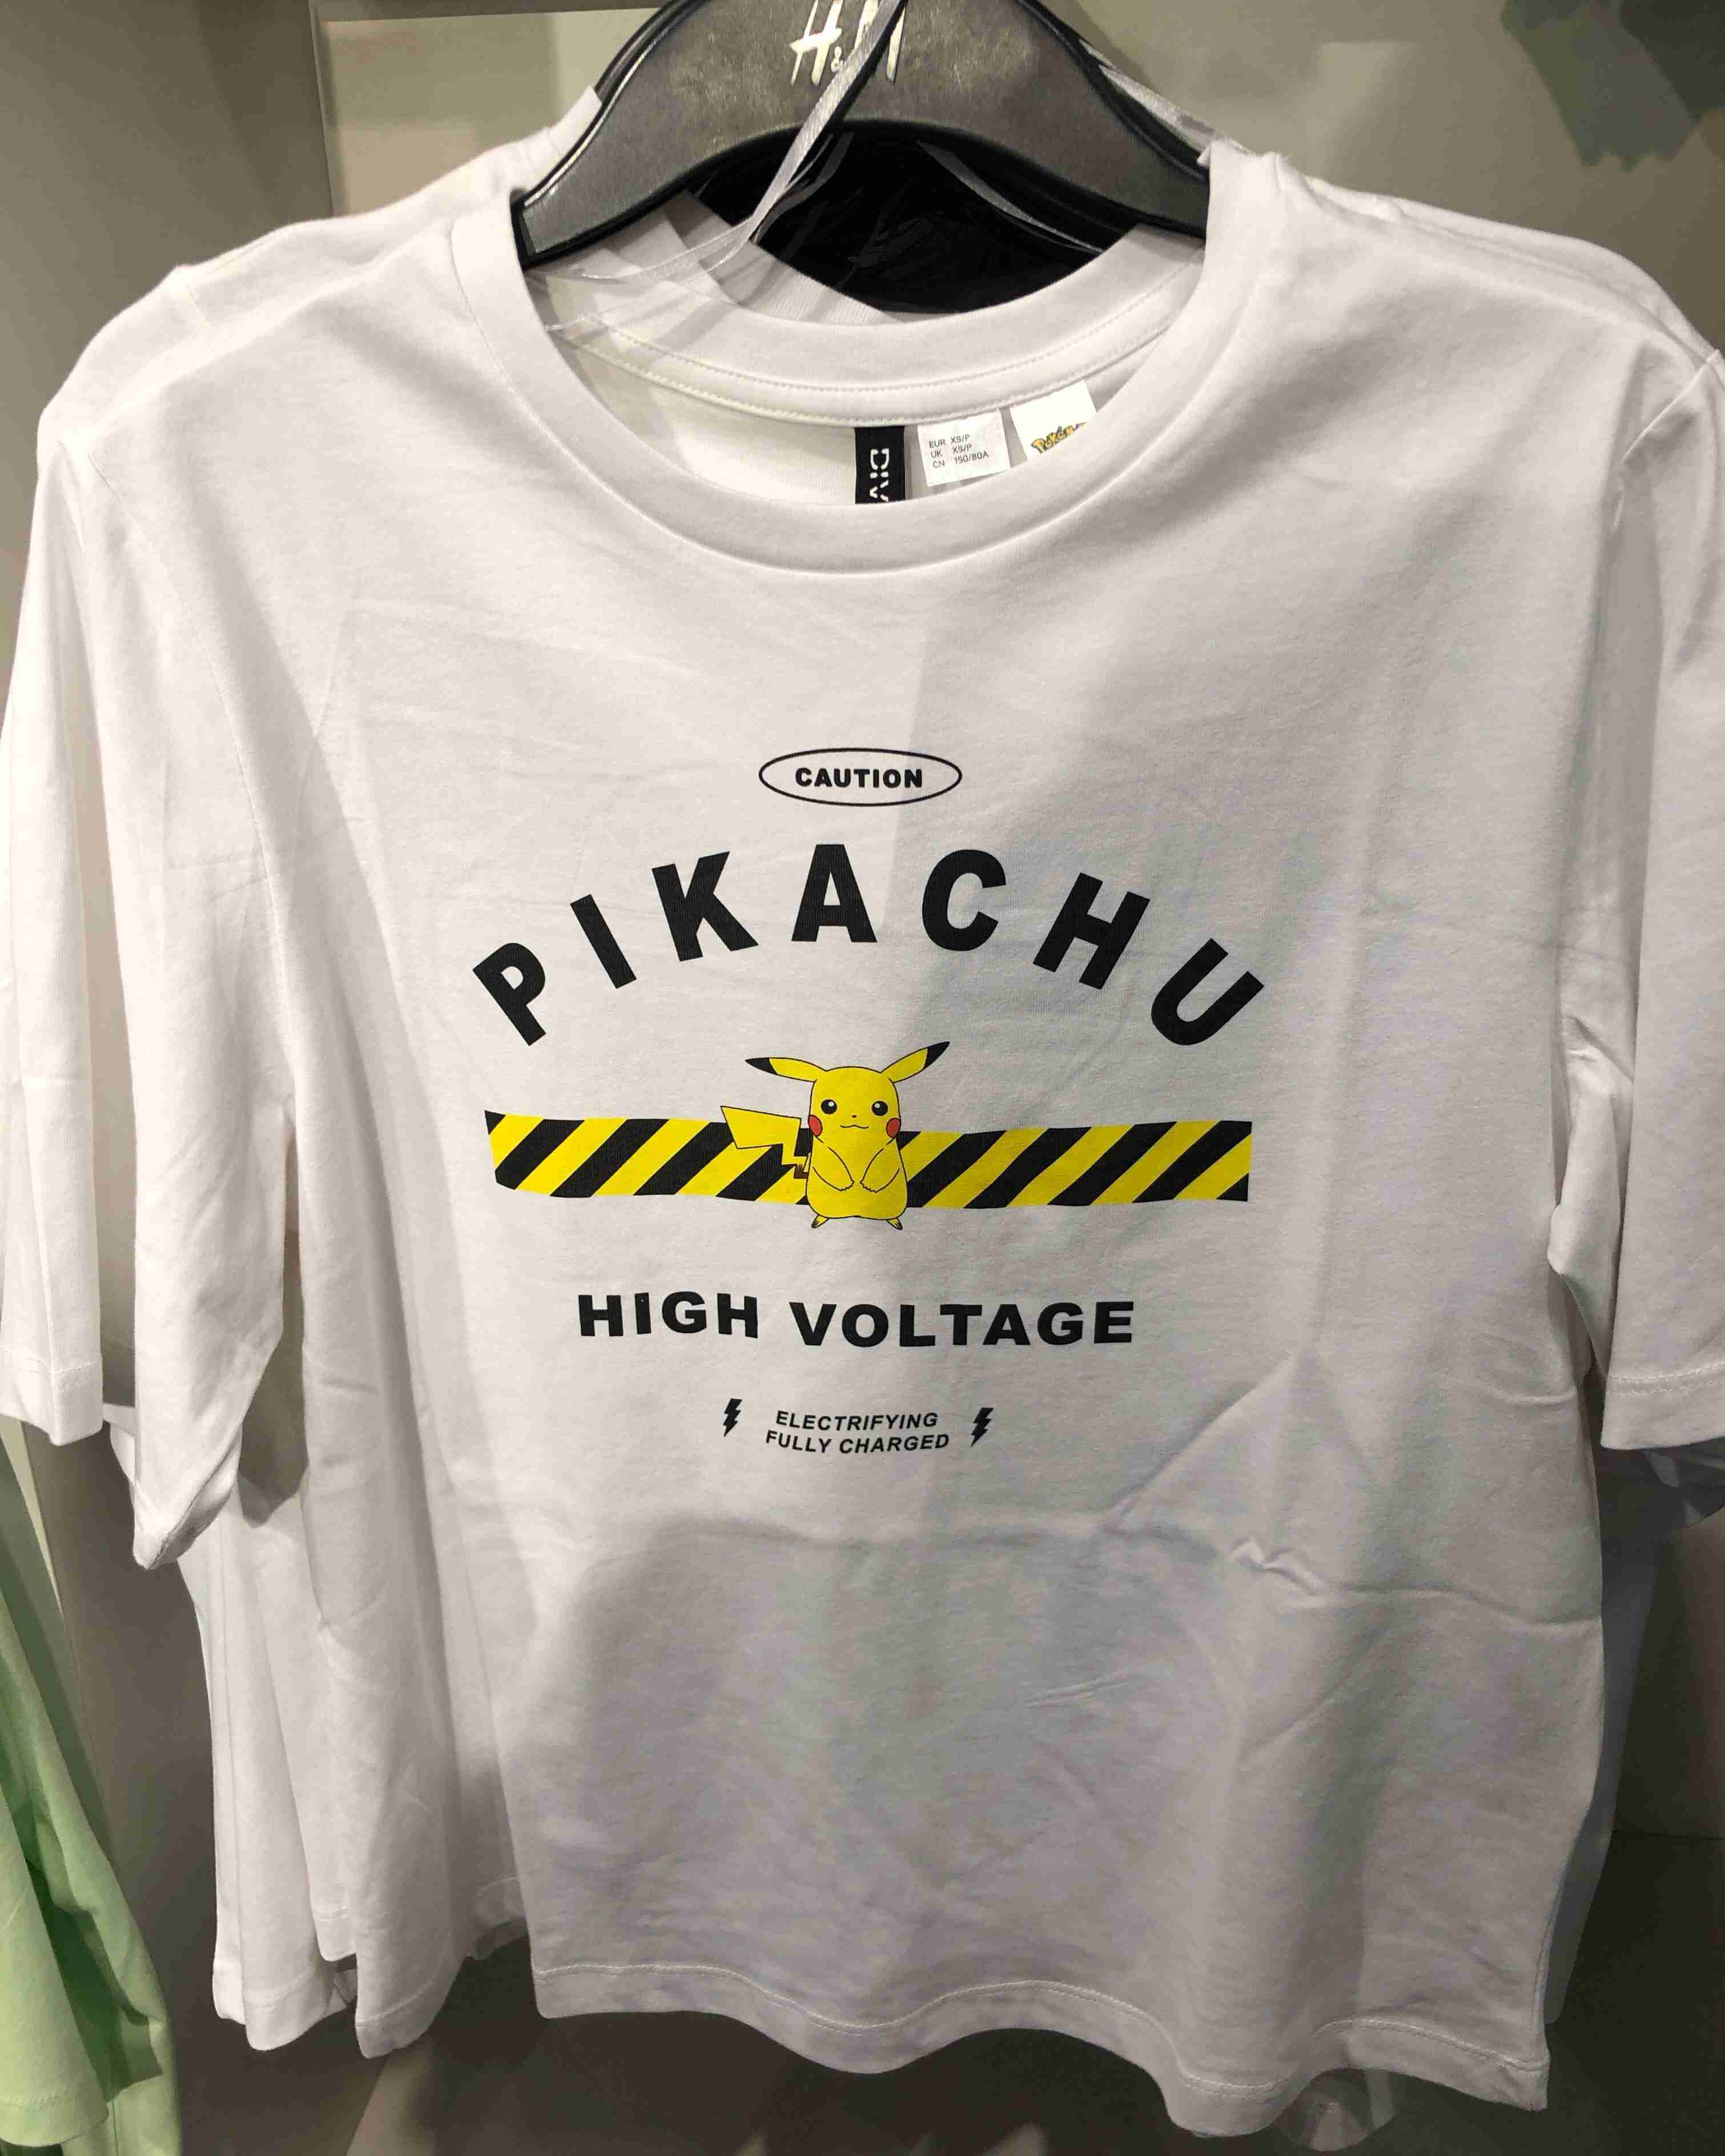 H&M
EUR XS/P
UK XS/P
CN 150/80A
CAUTION
PIKACHU
HIGH VOLTAGE
ELECTRIFYING
FULLY CHARGED